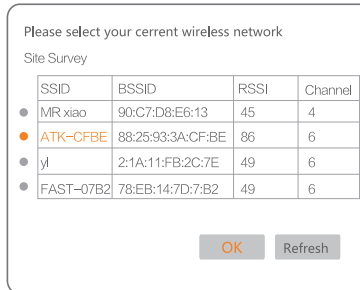 Please select your cerrent wireless network
Site Survey
SSID BSSID RSSI Channel
MR xiao 90:C7:D8:E6:13 45 4
ATK-CFBE 88:25:93:3A:CF:BE 86 6
yl 2:1A:11:FB:2C:7E 49 6
FAST-07B2 78:EB:14:7D:7:B2 49 6
OK Refresh